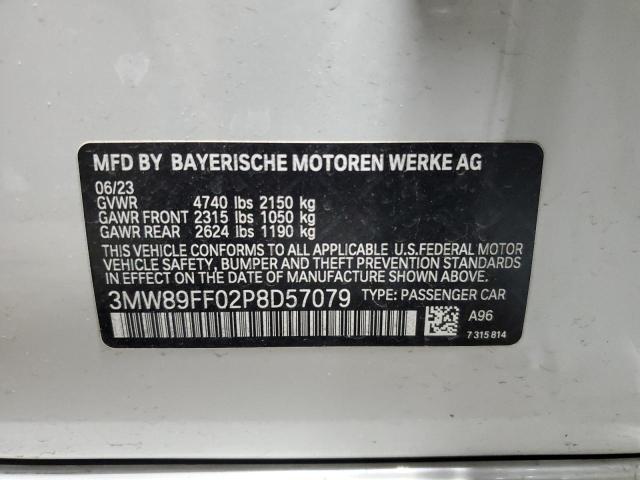 MFD BY BAYERISCHE MOTOREN WERKE AG
06/23
GVWR 4740 lbs 2150 kg
GAWR FRONT 2315 lbs 1050 kg
GAWR REAR 2624 lbs 1190 kg
THIS VEHICLE CONFORMS TO ALL APPLICABLE U.S.FEDERAL MOTOR
VEHICLE SAFETY, BUMPER AND THEFT PREVENTION STANDARDS
IN EFFECT ON THE DATE OF MANUFACTURE SHOWN ABOVE:
3MW89FF02P8D57079 TYPE: PASSENGER CAR
A96
7 315 814